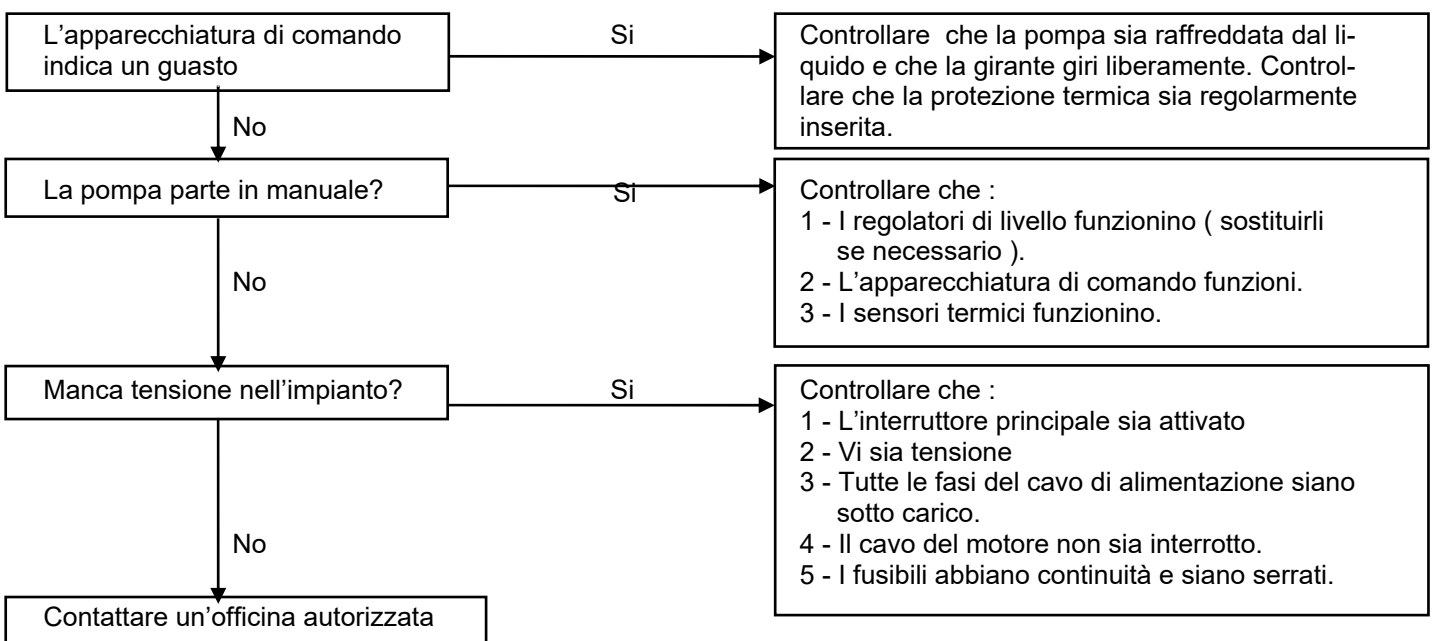 L’apparecchiatura di comando
indica un guasto
Si
Controllare  che la pompa sia raffreddata dal li-
quido e che la girante giri liberamente. Control-
lare che la protezione termica sia regolarmente
inserita.
No
La pompa parte in manuale?
Si
Controllare che :
1 - I regolatori di livello funzionino ( sostituirli
se necessario ).
2 - L’apparecchiatura di comando funzioni.
3 - I sensori termici funzionino.
No
Manca tensione nell’impianto?
Si
Controllare che :
1 - L’interruttore principale sia attivato
2 - Vi sia tensione
3 - Tutte le fasi del cavo di alimentazione siano
sotto carico.
4 - Il cavo del motore non sia interrotto.
5 - I fusibili abbiano continuità e siano serrati.
No
Contattare un’officina autorizzata